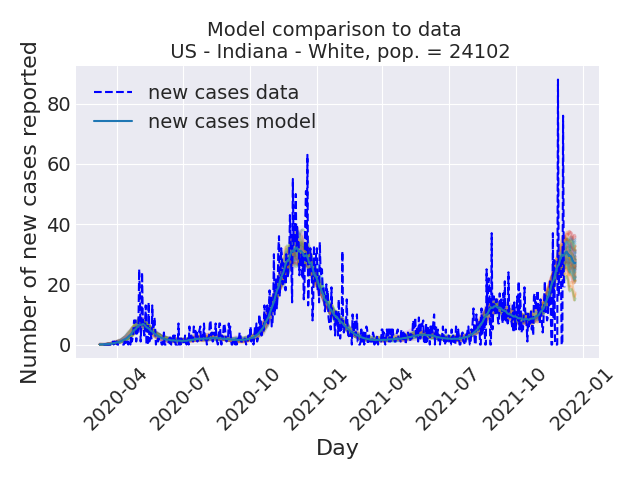 Model comparison to data
US - Indiana - White, pop. = 24102
Number of new cases reported
new cases data
new cases model
80
60
40
20
0
2020-04
2020-07
2020-10
2021-01
2021-04
2021-07
2021-10
2022-01
Day